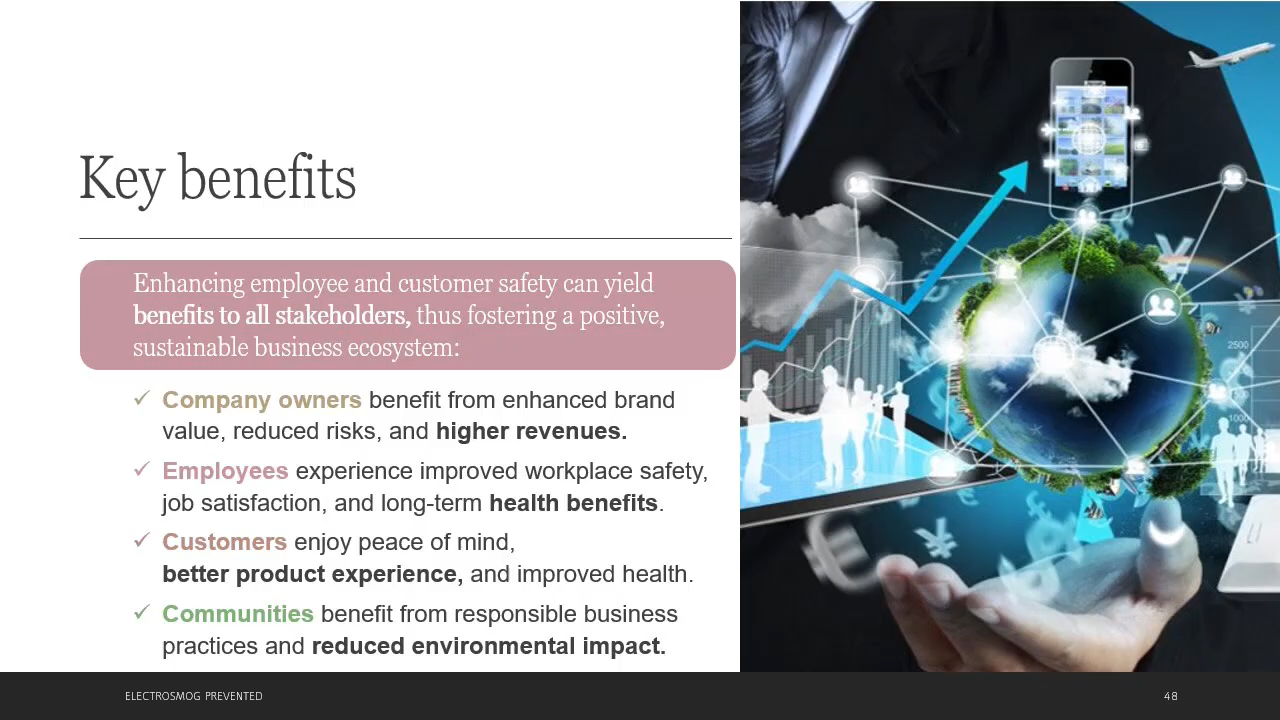 Key benefits
Enhancing employee and customer safety can yield
benefits to all stakeholders, thus fostering a positive,
sustainable business ecosystem:
✓ Company owners benefit from enhanced brand
value, reduced risks, and higher revenues.
✓ Employees experience improved workplace safety,
job satisfaction, and long-term health benefits.
✓ Customers enjoy peace of mind,
better product experience, and improved health.
✓ Communities benefit from responsible business
practices and reduced environmental impact.
2500
1000
ELECTROSMOG PREVENTED
48